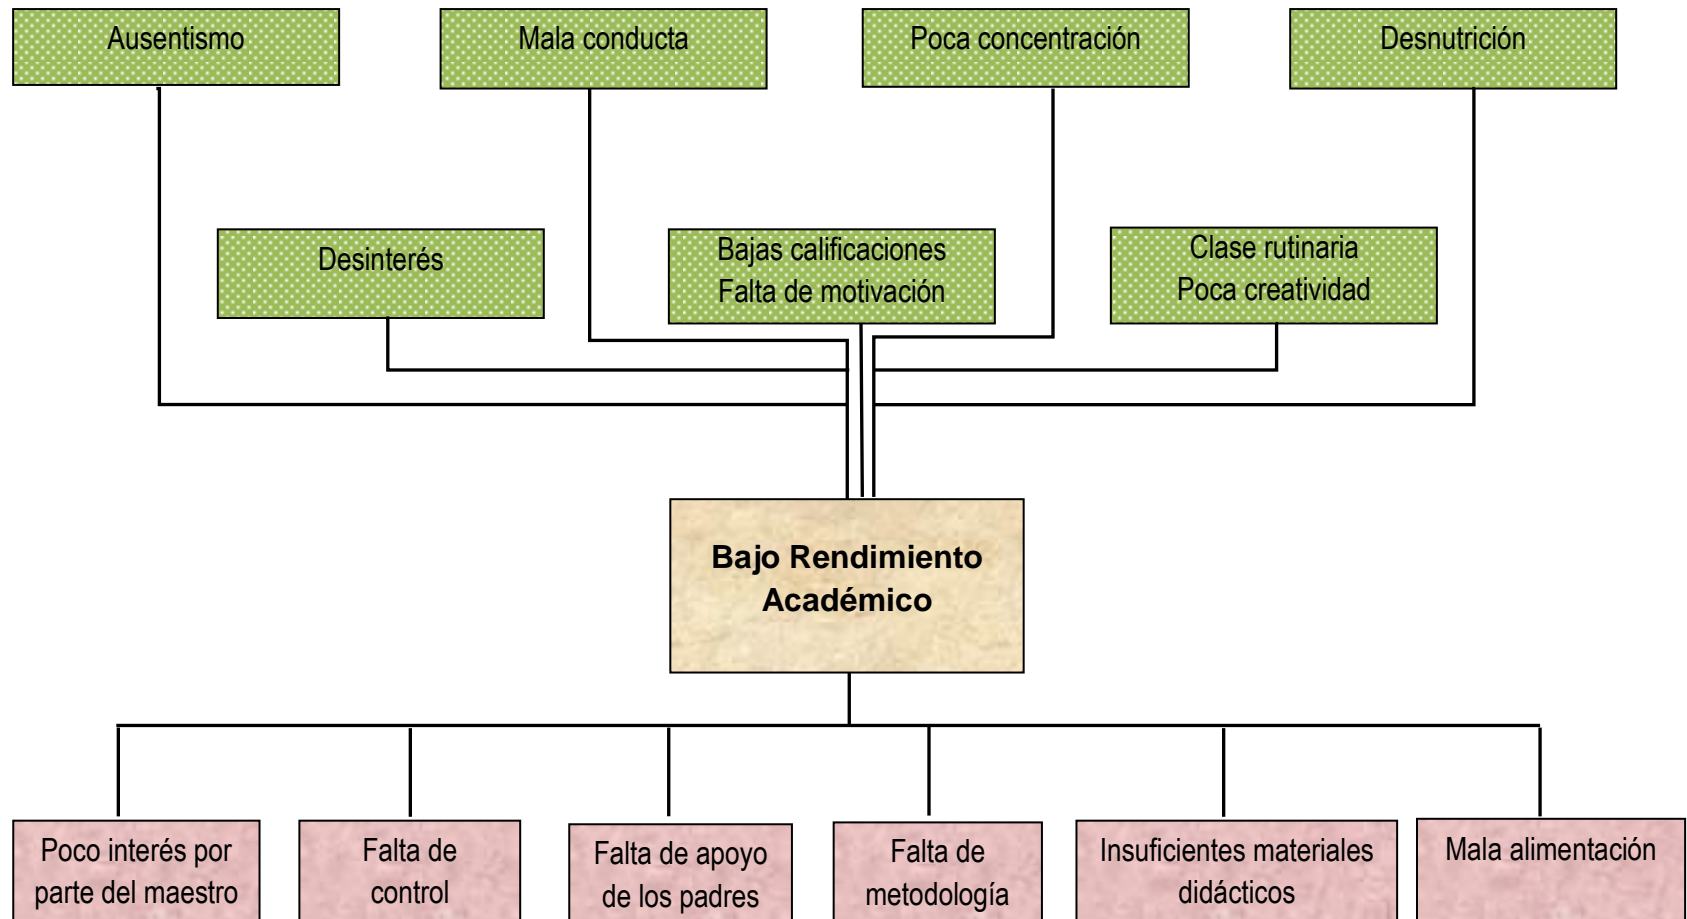 Ausentismo
Mala conducta
Poca concentración
Desnutrición
Desinterés
Bajas calificaciones
Falta de motivación
Clase rutinaria
Poca creatividad
Bajo Rendimiento
Académico
Poco interés por
parte del maestro
Falta de
control
Falta de apoyo
de los padres
Falta de
metodología
Insuficientes materiales
didácticos
Mala alimentación